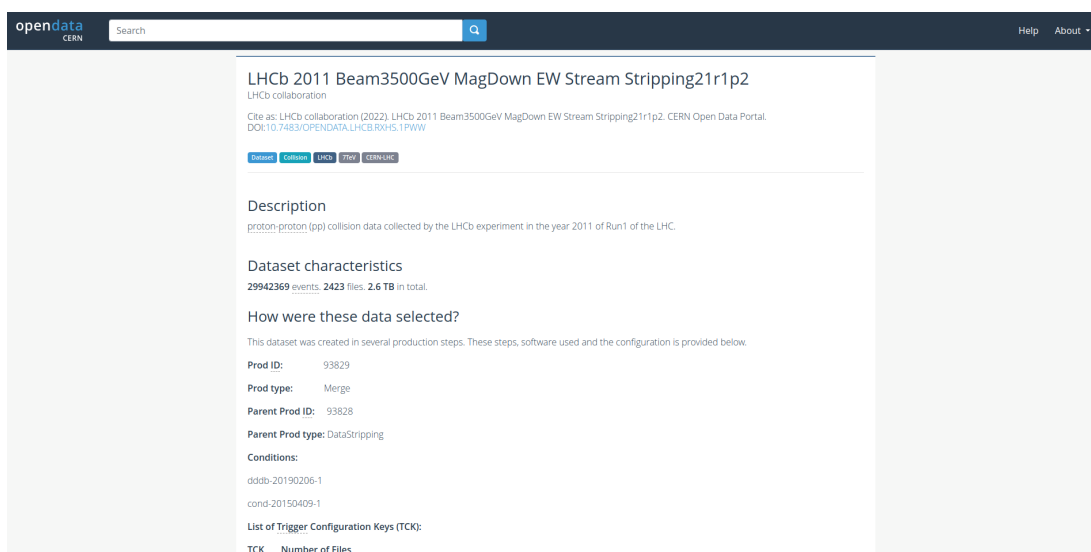 opendata
CERN
Search
Help About
LHCb 2011 Beam3500GeV MagDown EW Stream Stripping21r1p2
LHCb collaboration
Cite as: LHCb collaboration (2022). LHCb 2011 Beam3500GeV MagDown EW Stream Stripping21r1p2. CERN Open Data Portal.
DOI:10.7483/OPENDATA.LHCB.RXHS.1PWW
Dataset Collision LHCb 7TeV CERN-LHC
Description
proton-proton (pp) collision data collected by the LHCb experiment in the year 2011 of Run1 of the LHC.
Dataset characteristics
29942369 events. 2423 files. 2.6 TB in total.
How were these data selected?
This dataset was created in several production steps. These steps, software used and the configuration is provided below.
Prod ID: 93829
Prod type: Merge
Parent Prod ID: 93828
Parent Prod type: DataStripping
Conditions:
dddb-20190206-1
cond-20150409-1
List of Trigger Configuration Keys (TCK):
TCK Number of Files